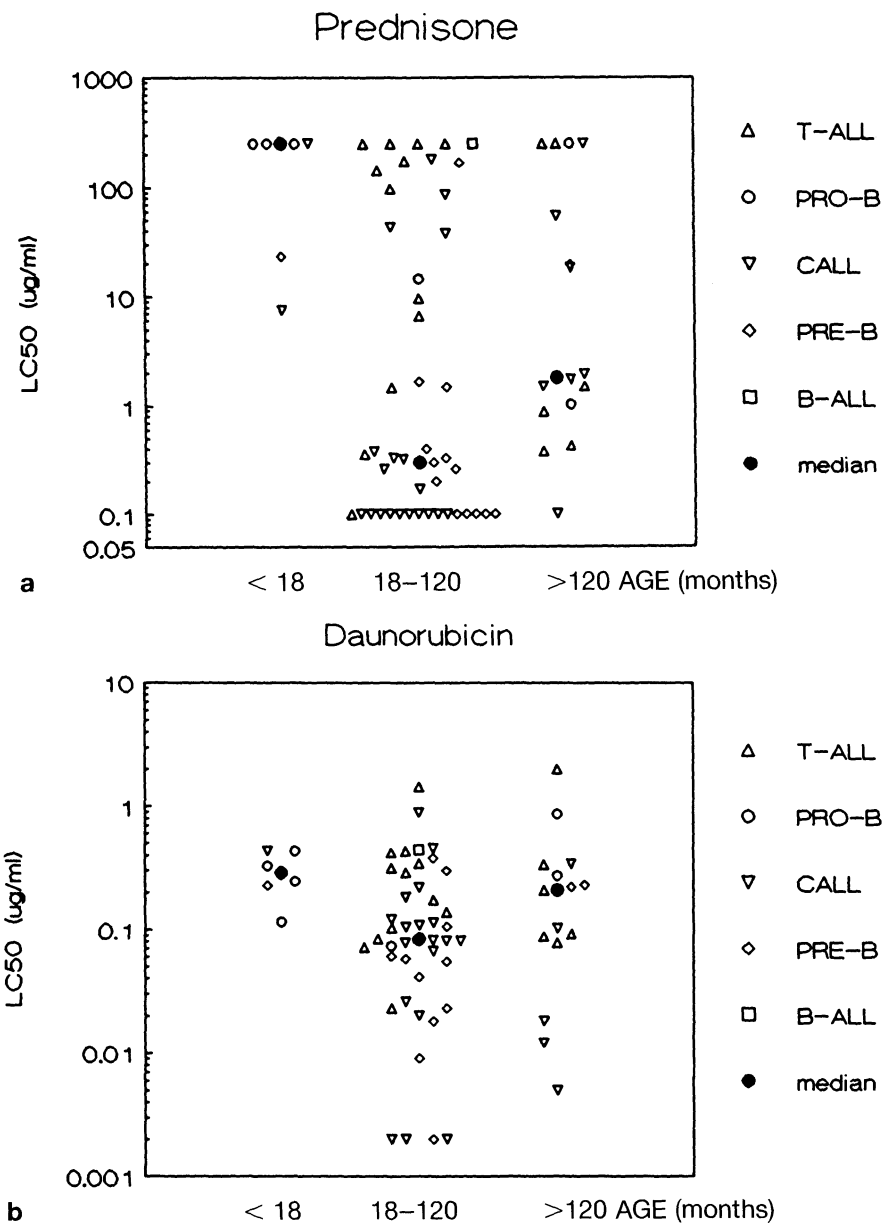 Prednisone
1000
100
10
1
0.1
0.05
LC50 (ug/ml)
T-ALL
PRO-B
CALL
PRE-B
B-ALL
median
a
< 18 18-120 >120 AGE (months)
Daunorubicin
10
1
0.1
0.01
0.001
LC50 (ug/ml)
T-ALL
PRO-B
CALL
PRE-B
B-ALL
median
b
< 18 18-120 >120 AGE (months)